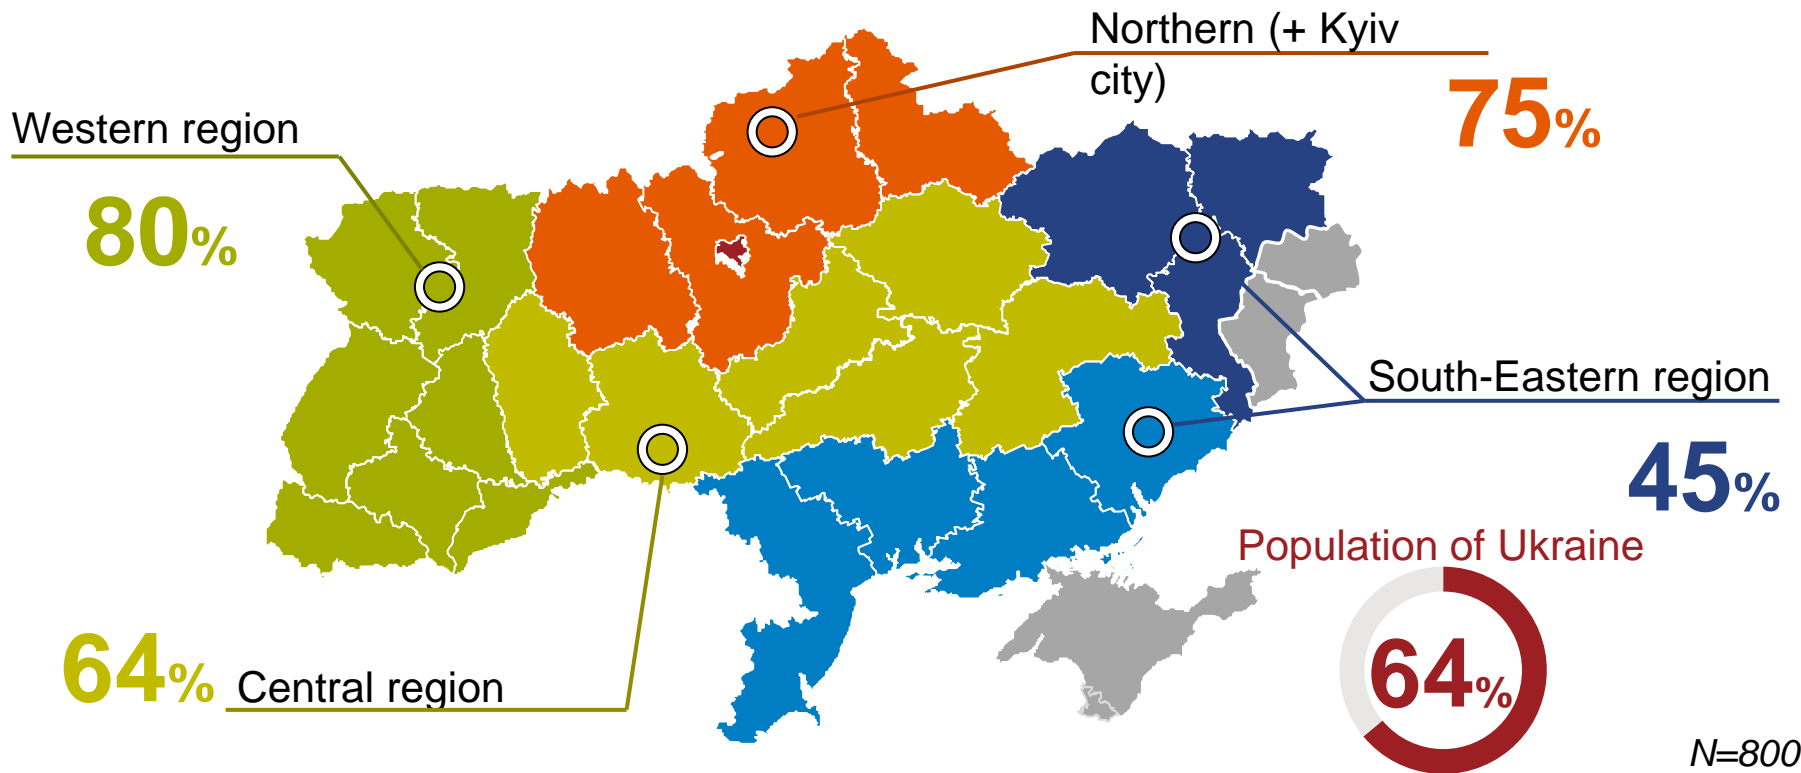 Northern (+ Kyiv
city)
75%
Western region
80%
South-Eastern region
45%
Population of Ukraine
64%
64%
Central region
N=800